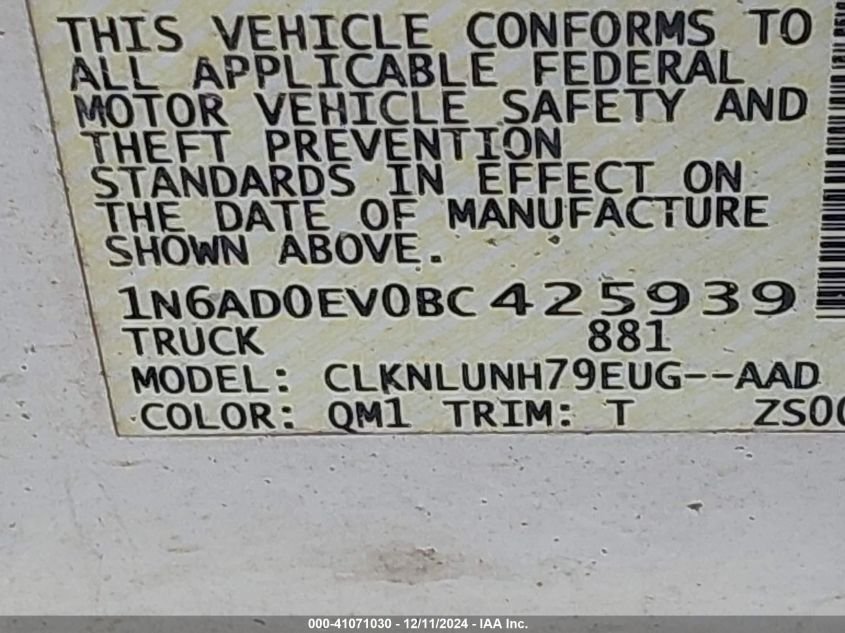 THIS VEHICLE CONFORMS TO
ALL APPLICABLE FEDERAL
MOTOR VEHICLE SAFETY AND
THEFT PREVENTION
STANDARDS IN EFFECT ON
THE DATE OF MANUFACTURE
SHOWN ABOVE.
1N6AD0EV0BC 425939
TRUCK 881
MODEL: CLKNLUNH79EUG--AAD
COLOR: QM1 TRIM: T
000-41071030 - 12/11/2024 - IAA Inc.